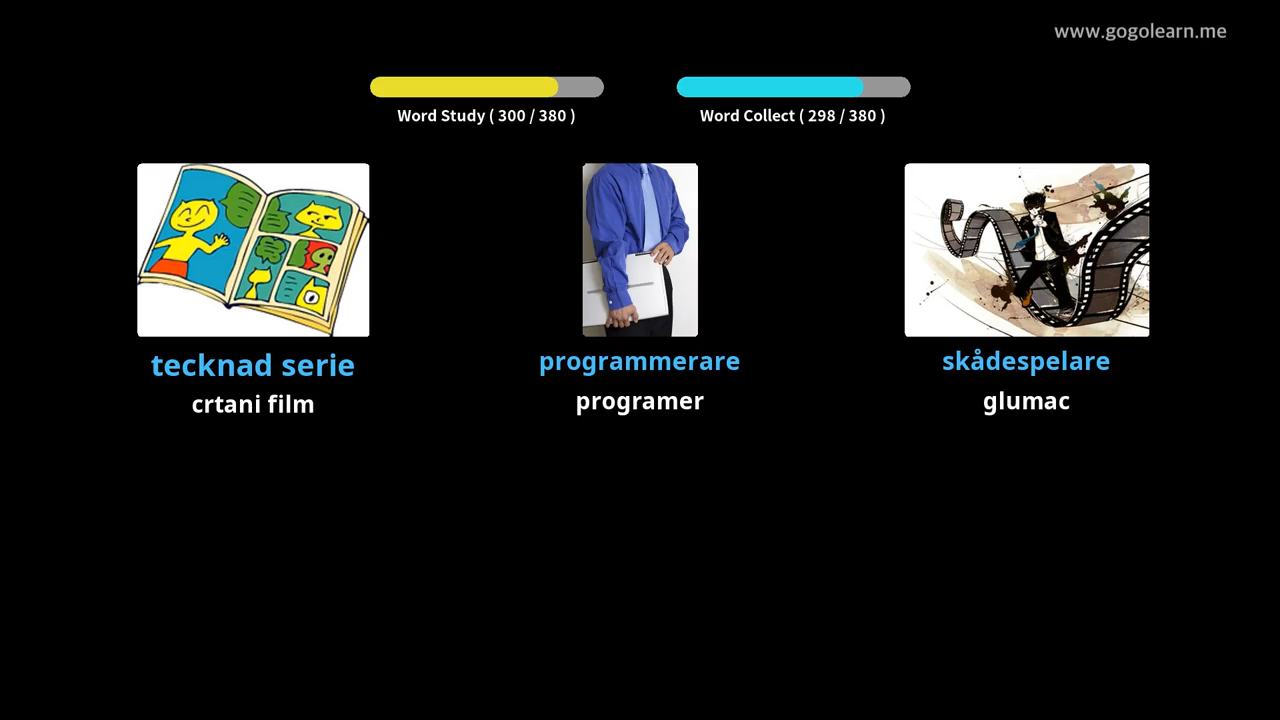 www.gogolearn.me
Word Study ( 300 / 380 )
Word Collect ( 298 / 380 )
tecknad serie
programmerare
skådespelare
crtani film
programer
glumac